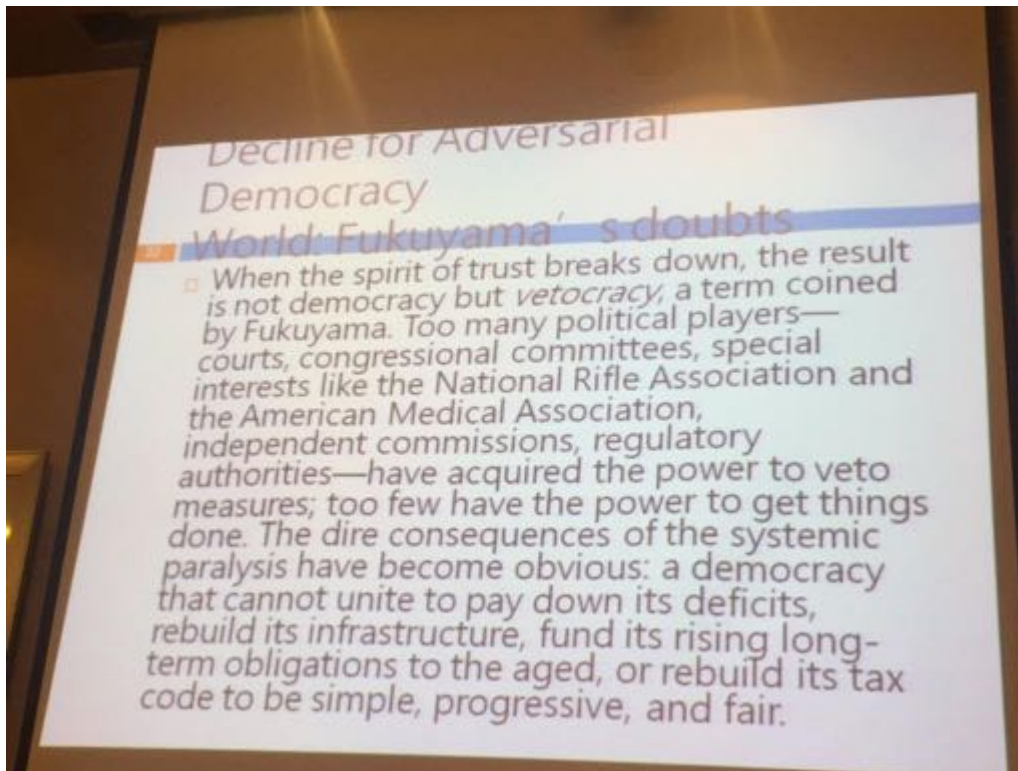 Decline for Adversarial
Democracy
World: Fukuyama's doubts
When the spirit of trust breaks down, the result
is not democracy but vetocracy, a term coined
by Fukuyama. Too many political players—
courts, congressional committees, special
interests like the National Rifle Association and
the American Medical Association,
independent commissions, regulatory
authorities—have acquired the power to veto
measures; too few have the power to get things
done. The dire consequences of the systemic
paralysis have become obvious: a democracy
that cannot unite to pay down its deficits,
rebuild its infrastructure, fund its rising long-
term obligations to the aged, or rebuild its tax
code to be simple, progressive, and fair.